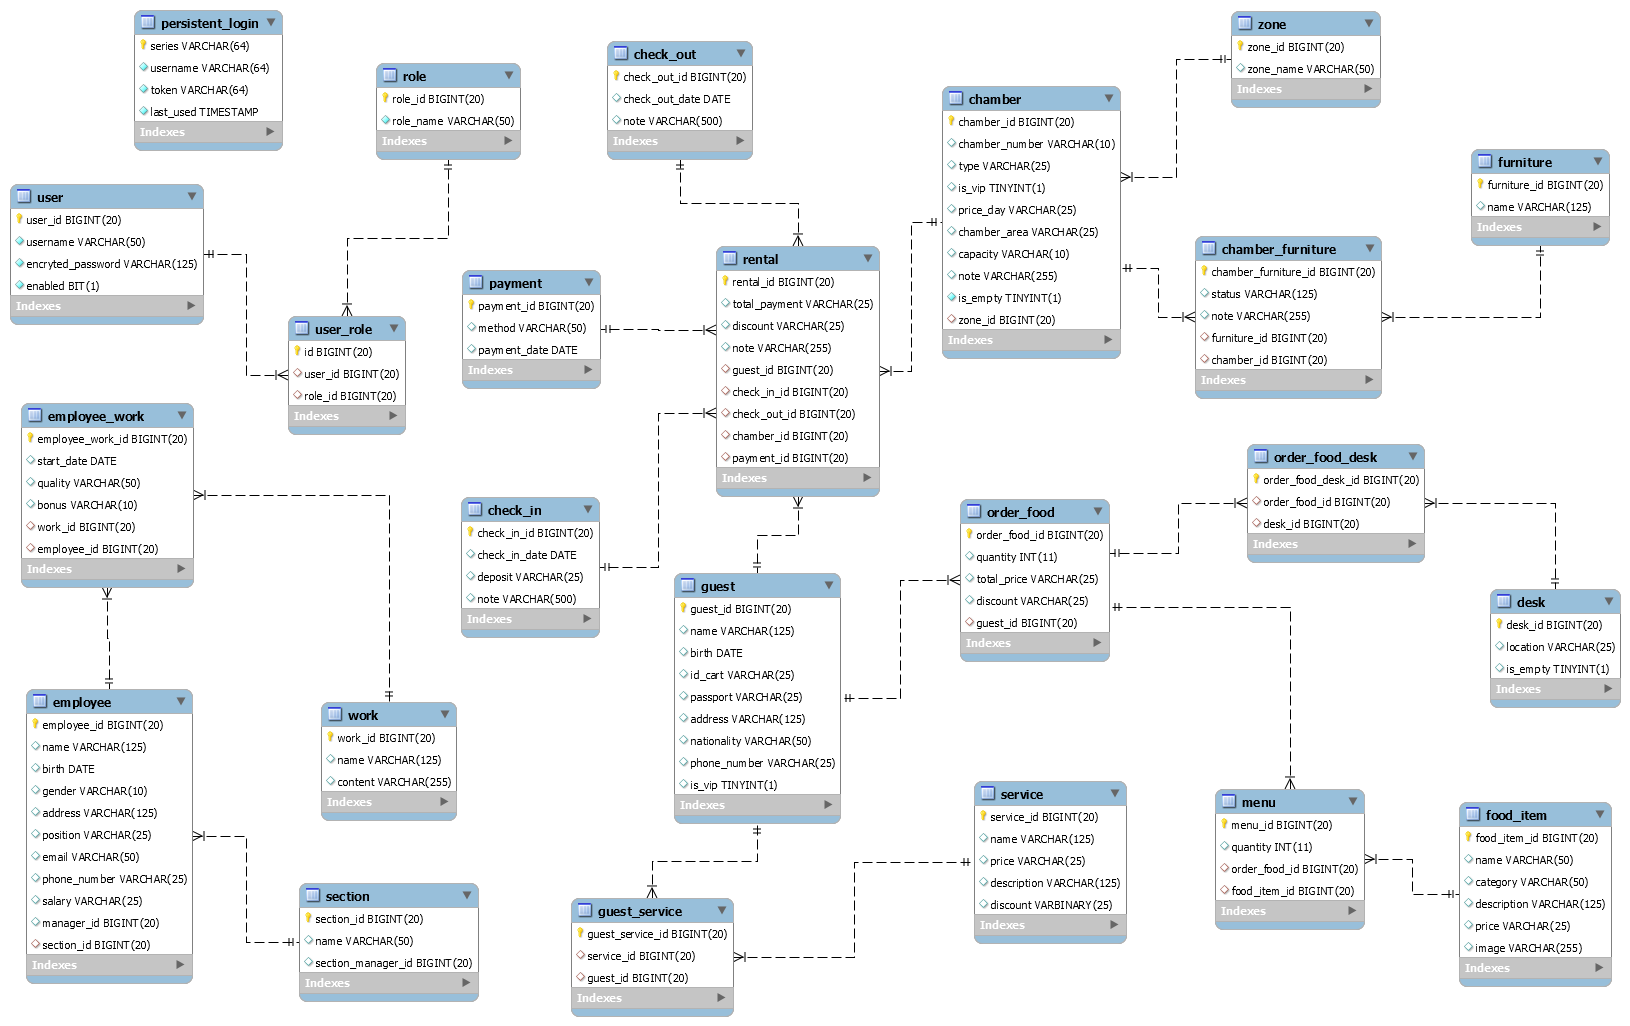 persistent_login
series VARCHAR(64)
username VARCHAR(64)
token VARCHAR(64)
last_used TIMESTAMP
Indexes
role
role_id BIGINT(20)
role_name VARCHAR(50)
Indexes
check_out
check_out_id BIGINT(20)
check_out_date DATE
note VARCHAR(500)
Indexes
zone
zone_id BIGINT(20)
zone_name VARCHAR(50)
Indexes
chamber
chamber_id BIGINT(20)
chamber_number VARCHAR(10)
type VARCHAR(25)
is_vip TINYINT(1)
price_day VARCHAR(25)
chamber_area VARCHAR(25)
capacity VARCHAR(10)
note VARCHAR(255)
is_empty TINYINT(1)
zone_id BIGINT(20)
Indexes
furniture
furniture_id BIGINT(20)
name VARCHAR(125)
Indexes
user
user_id BIGINT(20)
username VARCHAR(50)
encryted_password VARCHAR(125)
enabled BIT(1)
Indexes
chamber_furniture
chamber_furniture_id BIGINT(20)
status VARCHAR(125)
note VARCHAR(255)
furniture_id BIGINT(20)
chamber_id BIGINT(20)
Indexes
rental
rental_id BIGINT(20)
total_payment VARCHAR(25)
discount VARCHAR(25)
note VARCHAR(255)
guest_id BIGINT(20)
check_in_id BIGINT(20)
check_out_id BIGINT(20)
chamber_id BIGINT(20)
payment_id BIGINT(20)
Indexes
payment
payment_id BIGINT(20)
method VARCHAR(50)
payment_date DATE
Indexes
user_role
id BIGINT(20)
user_id BIGINT(20)
role_id BIGINT(20)
Indexes
employee_work
employee_work_id BIGINT(20)
start_date DATE
quality VARCHAR(50)
bonus VARCHAR(10)
work_id BIGINT(20)
employee_id BIGINT(20)
Indexes
order_food_desk
order_food_desk_id BIGINT(20)
order_food_id BIGINT(20)
desk_id BIGINT(20)
Indexes
check_in
check_in_id BIGINT(20)
check_in_date DATE
deposit VARCHAR(25)
note VARCHAR(500)
Indexes
order_food
order_food_id BIGINT(20)
quantity INT(11)
total_price VARCHAR(25)
discount VARCHAR(25)
guest_id BIGINT(20)
Indexes
guest
guest_id BIGINT(20)
name VARCHAR(125)
birth DATE
id_cart VARCHAR(25)
passport VARCHAR(25)
address VARCHAR(125)
nationality VARCHAR(50)
phone_number VARCHAR(25)
is_vip TINYINT(1)
Indexes
desk
desk_id BIGINT(20)
location VARCHAR(25)
is_empty TINYINT(1)
Indexes
employee
employee_id BIGINT(20)
name VARCHAR(125)
birth DATE
gender VARCHAR(10)
address VARCHAR(125)
position VARCHAR(25)
email VARCHAR(50)
phone_number VARCHAR(25)
salary VARCHAR(25)
manager_id BIGINT(20)
section_id BIGINT(20)
Indexes
work
work_id BIGINT(20)
name VARCHAR(125)
content VARCHAR(255)
Indexes
service
service_id BIGINT(20)
name VARCHAR(125)
price VARCHAR(25)
description VARCHAR(125)
discount VARBINARY(25)
Indexes
menu
menu_id BIGINT(20)
quantity INT(11)
order_food_id BIGINT(20)
food_item_id BIGINT(20)
Indexes
food_item
food_item_id BIGINT(20)
name VARCHAR(50)
category VARCHAR(50)
description VARCHAR(125)
price VARCHAR(25)
image VARCHAR(255)
Indexes
section
section_id BIGINT(20)
name VARCHAR(50)
section_manager_id BIGINT(20)
Indexes
guest_service
guest_service_id BIGINT(20)
service_id BIGINT(20)
guest_id BIGINT(20)
Indexes